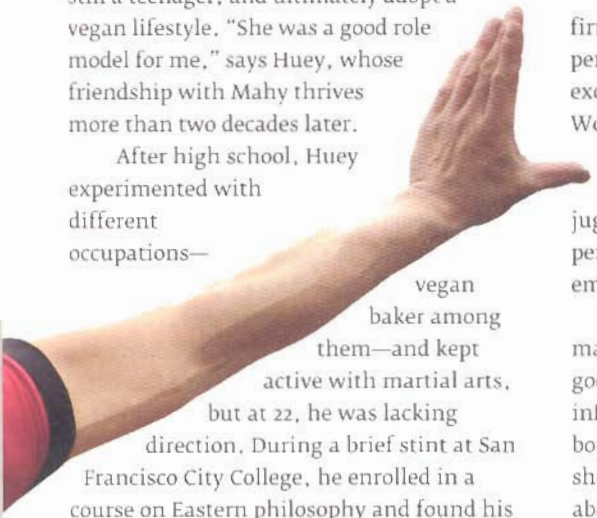 still a teenager, and ultimately adopt a
vegan lifestyle. “She was a good role
model for me,” says Huey, whose
friendship with Mahy thrives
more than two decades later.
After high school, Huey
experimented with
different
occupations—
vegan
baker among
them—and kept
active with martial arts,
but at 22, he was lacking
direction. During a brief stint at San
Francisco City College, he enrolled in a
course on Eastern philosophy and found his